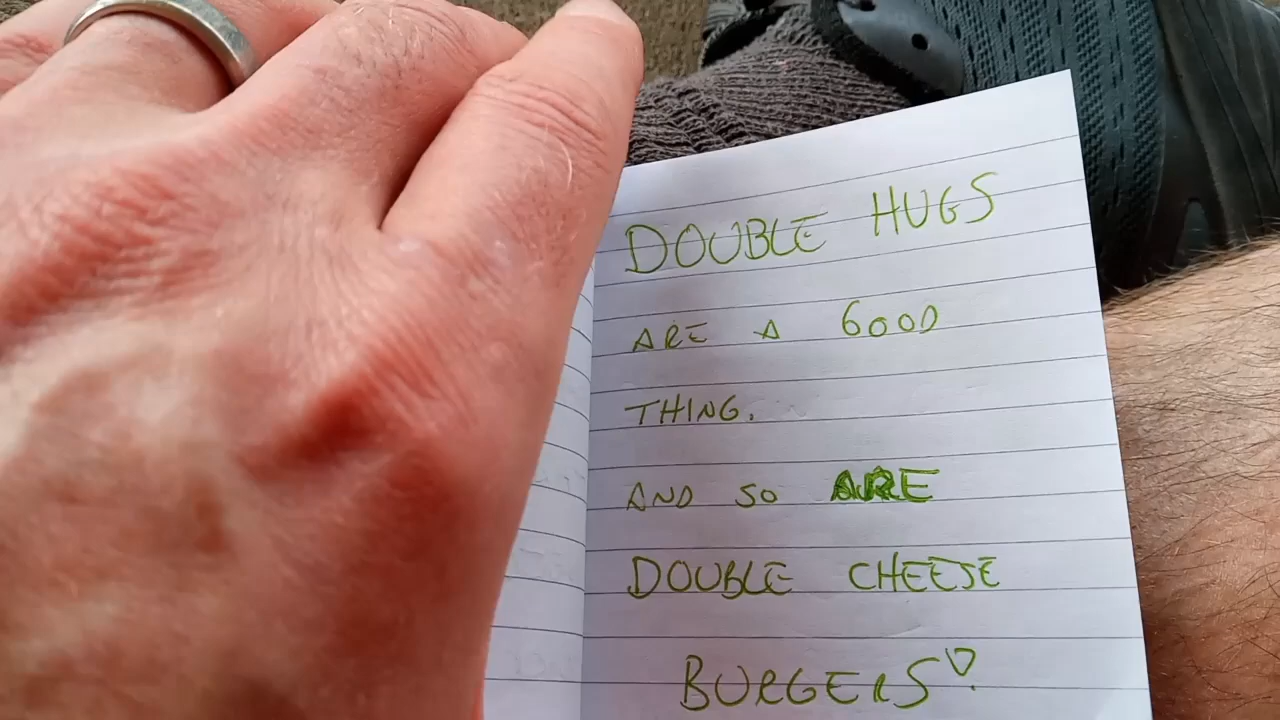 DOUBLE HUGS
ARE A GOOD
THING.
AND SO ARE
DOUBLE CHEESE
BURGERS♡.